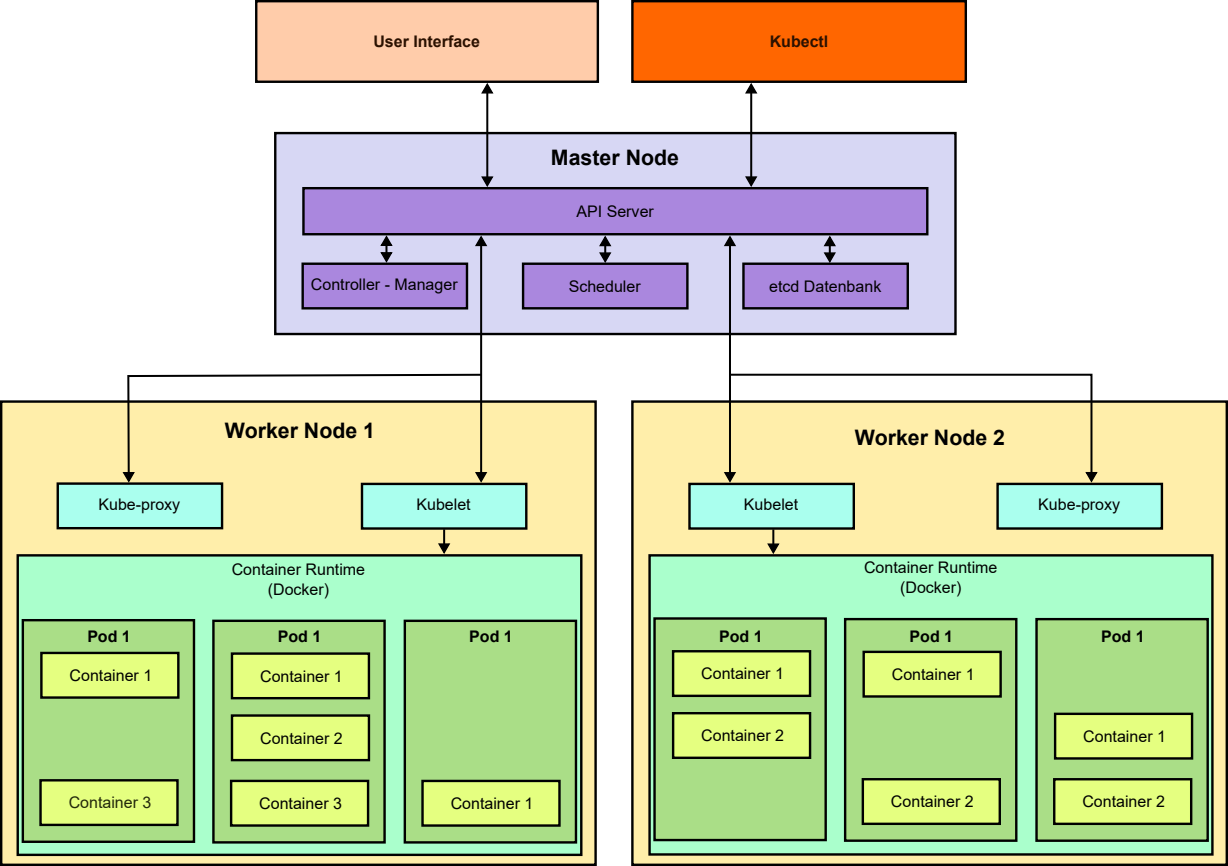 User Interface
Kubectl
Master Node
API Server
Controller - Manager
Scheduler
etcd Datenbank
Worker Node 1
Kube-proxy
Kubelet
Container Runtime
(Docker)
Pod 1
Container 1
Container 3
Pod 1
Container 1
Container 2
Container 3
Pod 1
Container 1
Worker Node 2
Kubelet
Kube-proxy
Container Runtime
(Docker)
Pod 1
Container 1
Container 2
Pod 1
Container 1
Container 2
Pod 1
Container 1
Container 2